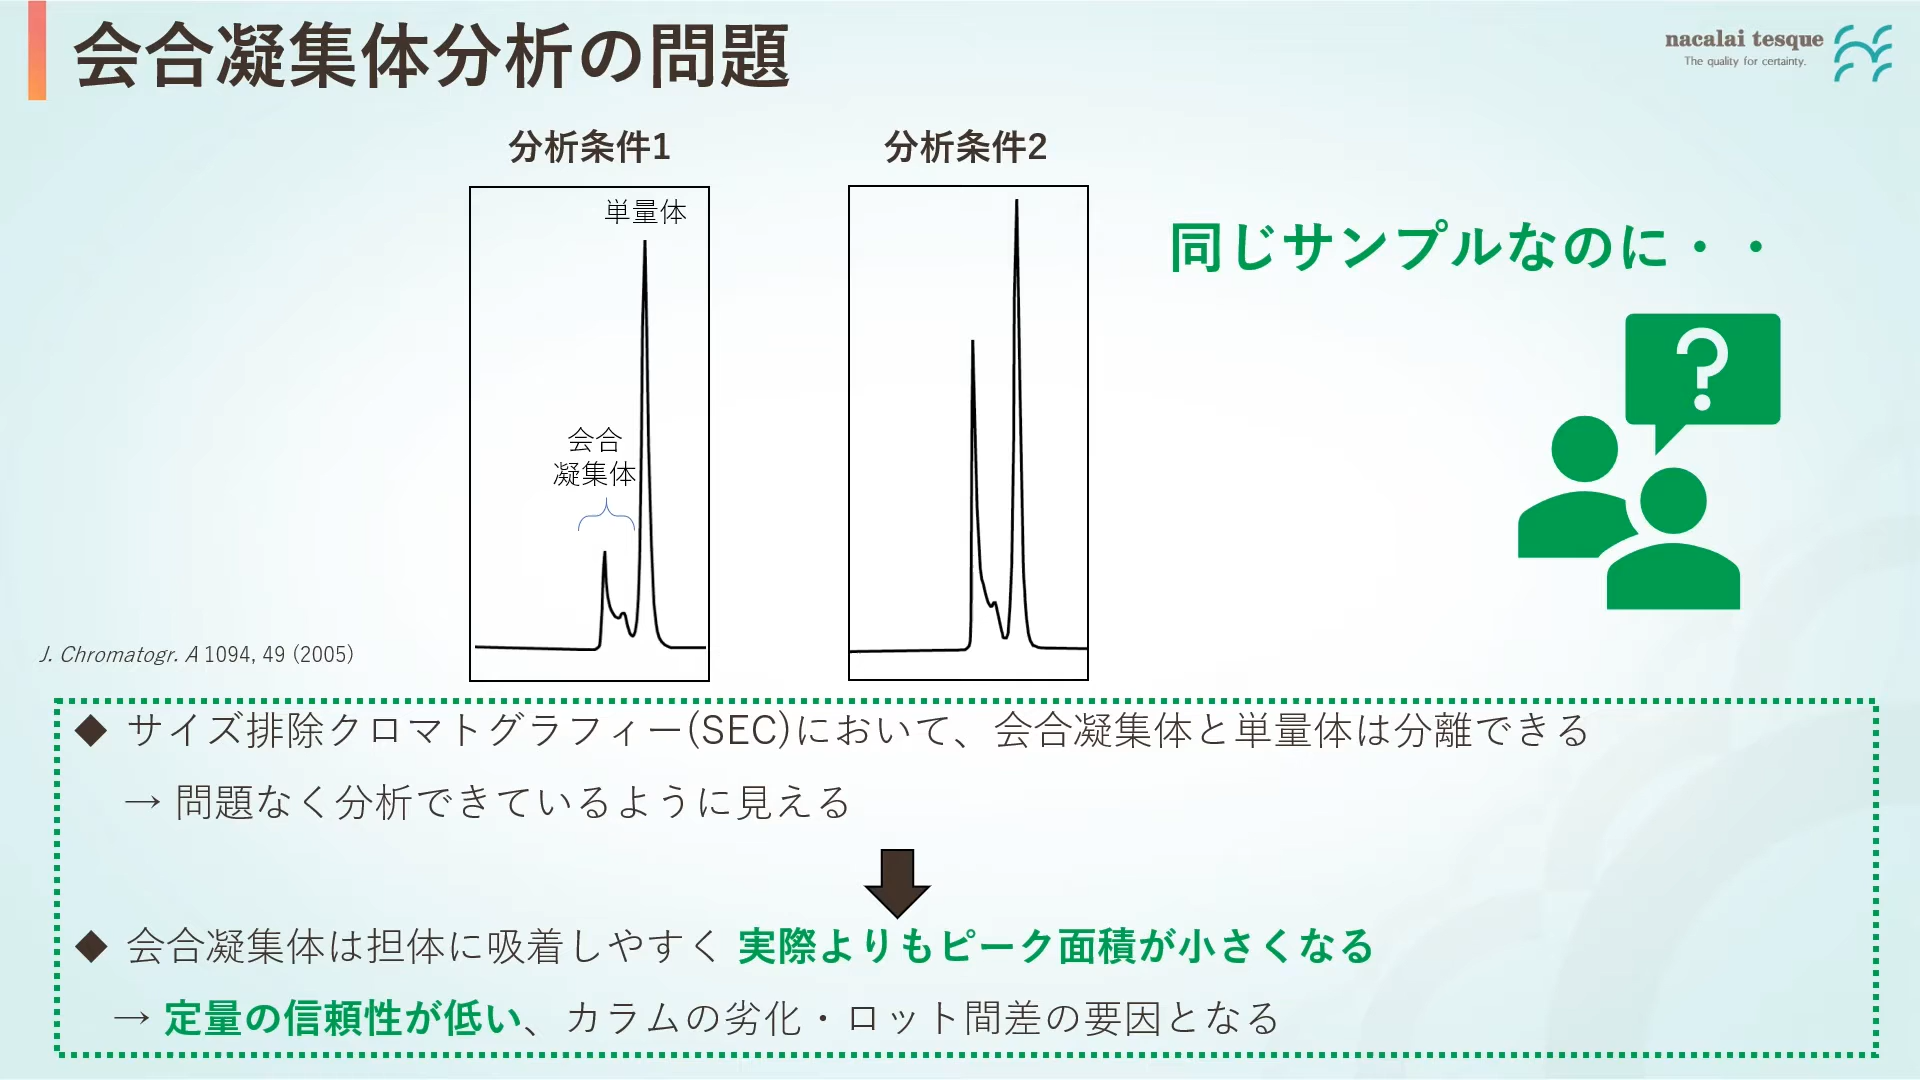 会合凝集体分析の問題
nacalai tesque
The quality for certainty.
分析条件1
分析条件2
単量体
会合
凝集体
同じサンプルなのに・・
?
J. Chromatogr. A 1094, 49 (2005)
◆ サイズ排除クロマトグラフィー(SEC)において、会合凝集体と単量体は分離できる
→ 問題なく分析できているように見える
◆ 会合凝集体は担体に吸着しやすく 実際よりもピーク面積が小さくなる
→ 定量の信頼性が低い、カラムの劣化・ロット間差の要因となる